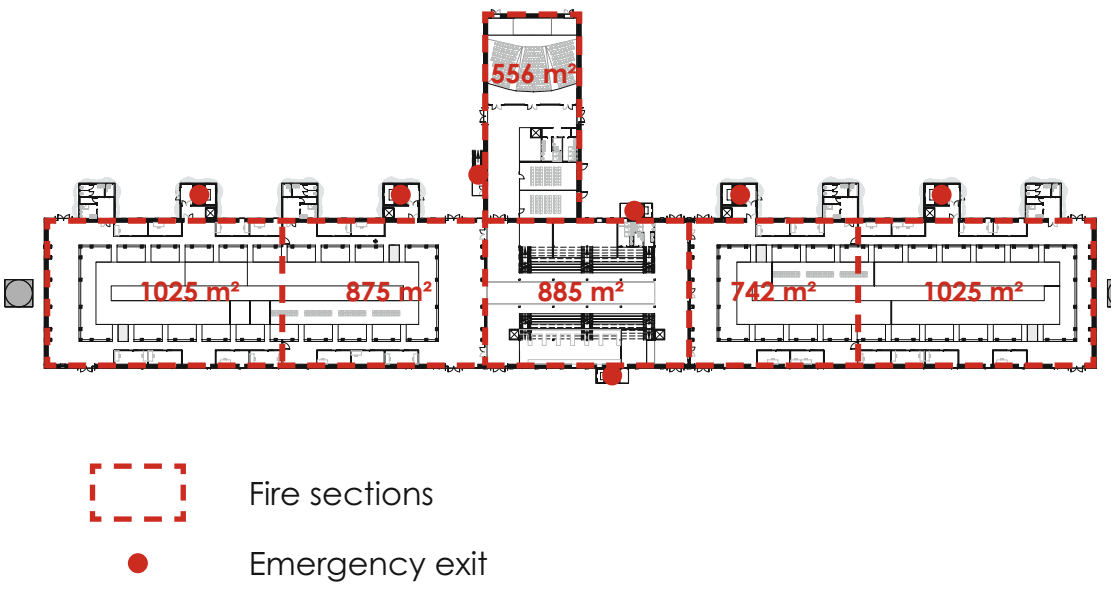 556 m²
1025 m²
875 m²
885 m²
742 m²
1025 m²
Fire sections
Emergency exit